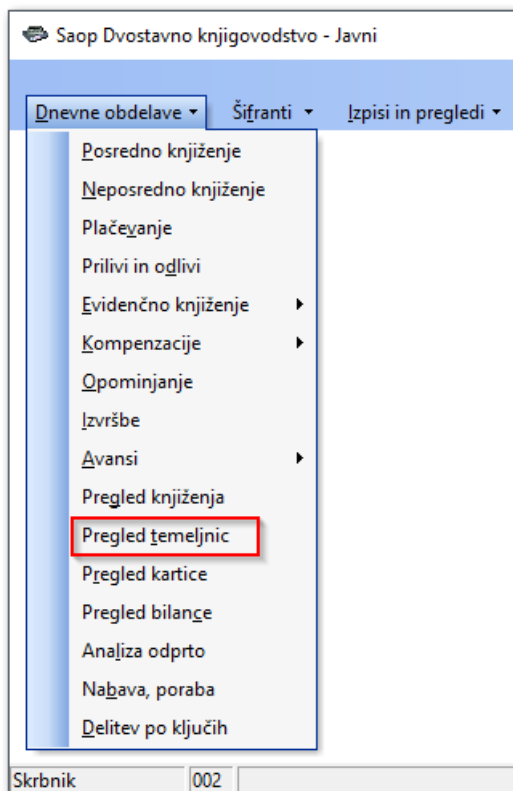 Saop Dvostavno knjigovodstvo - Javni
Dnevne obdelave Šifranti Izpisi in pregledi
Posredno knjiženje
Neposredno knjiženje
Plačevanje
Prilivi in odlivi
Evidenčno knjiženje
Kompenzacije
Opominjanje
Izvršbe
Avansi
Pregled knjiženja
Pregled temeljnic
Pregled kartice
Pregled bilance
Analiza odprto
Nabava, poraba
Delitev po ključih
Skrbnik 002